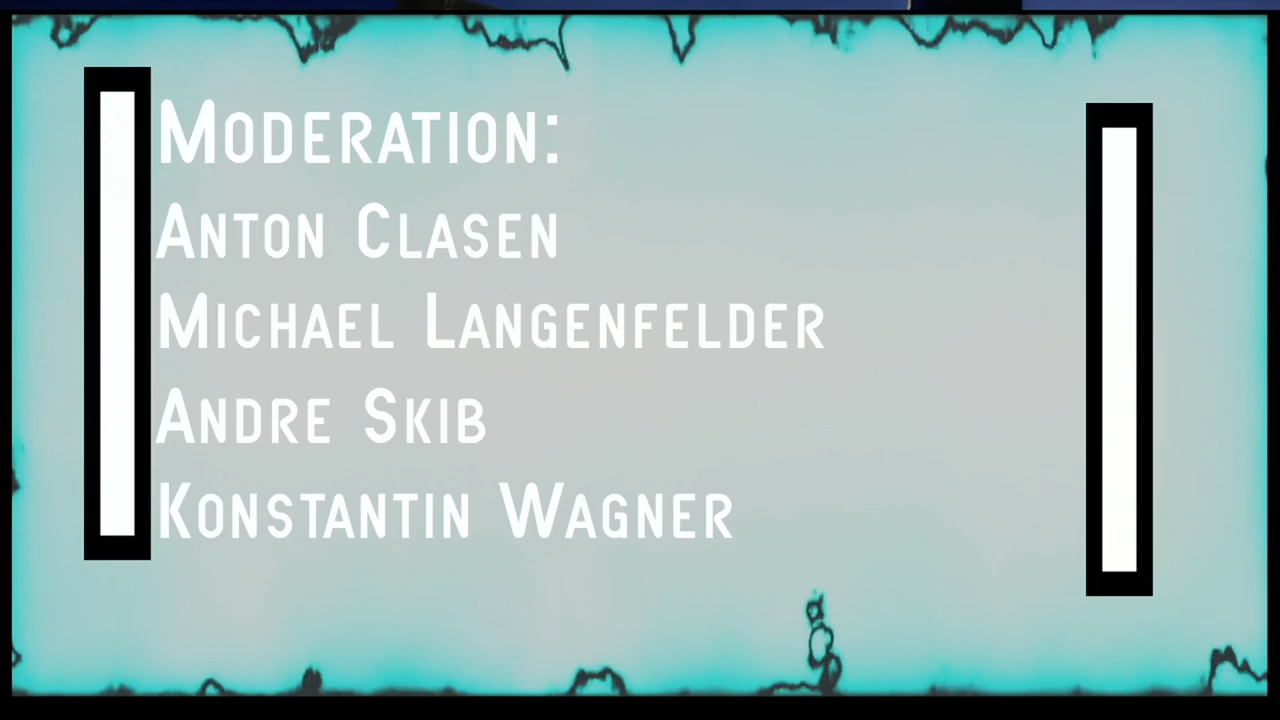 Moderation:
Anton Clasen
Michael Langenfelder
Andre Skib
Konstantin Wagner